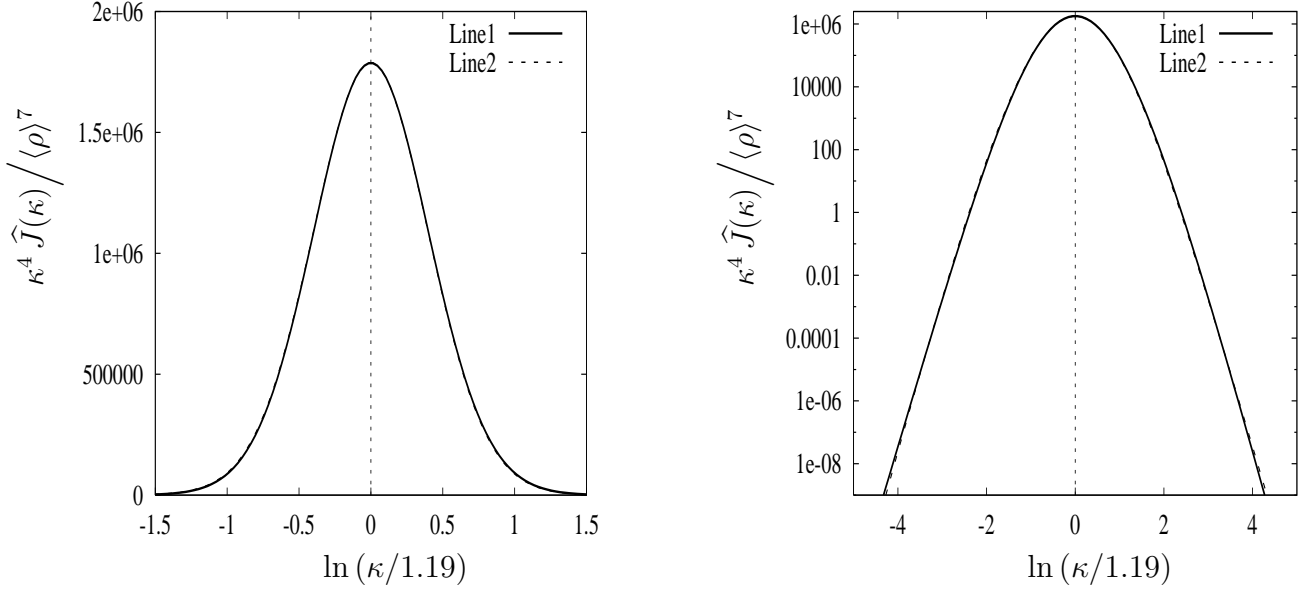 κ⁴ Ĵ(κ) / ⟨ρ⟩⁷
2e+06
1.5e+06
1e+06
500000
0
Line1
Line2
-1.5 -1 -0.5 0 0.5 1 1.5
ln (κ/1.19)
κ⁴ Ĵ(κ) / ⟨ρ⟩⁷
1e+06
10000
100
1
0.01
0.0001
1e-06
1e-08
Line1
Line2
-4 -2 0 2 4
ln (κ/1.19)